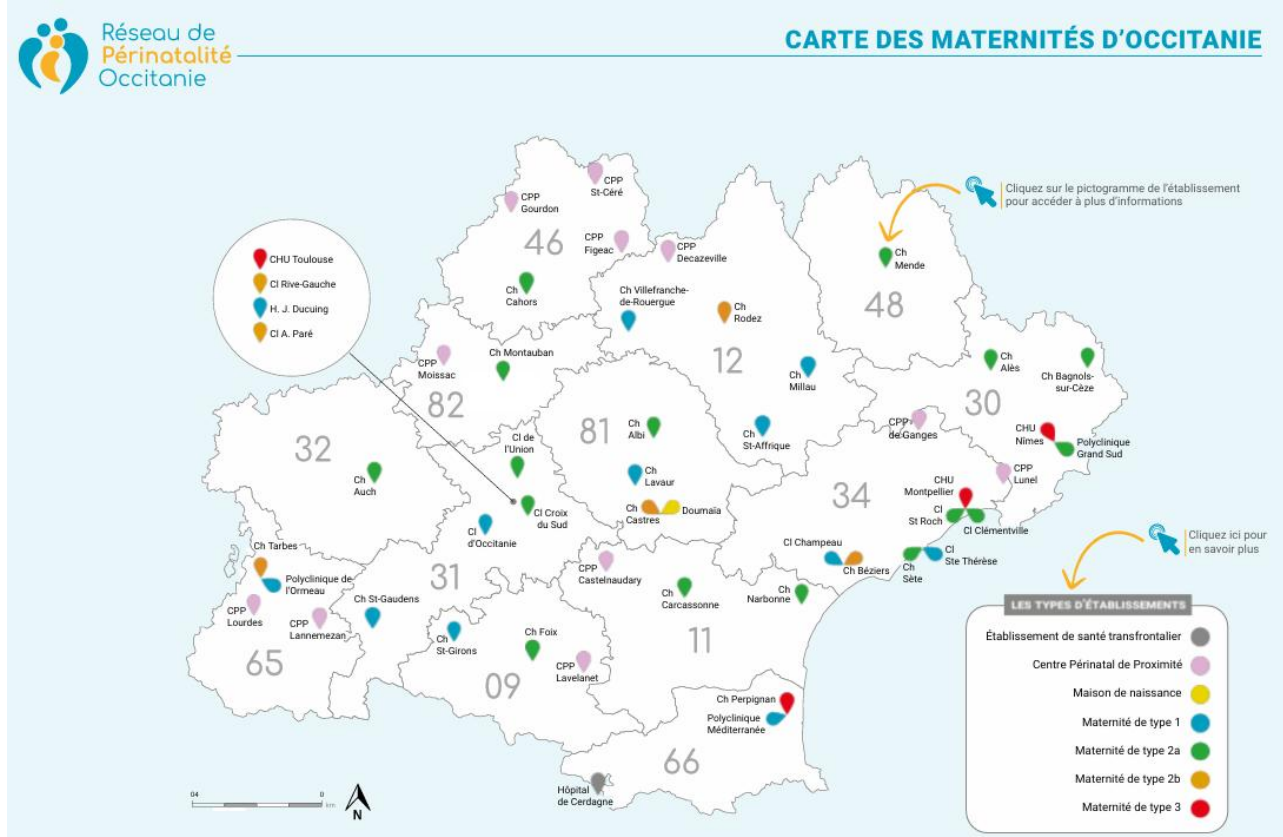 Réseau de
Périnatalité
Occitanie
CARTE DES MATERNITÉS D'OCCITANIE
Cliquez sur le pictogramme de l'établissement
pour accéder à plus d'informations
CPP
St-Céré
CPP
Gourdon
46
CPP
Figeac
CPP
Decazeville
Ch
Cahors
Ch
Mende
48
CHU Toulouse
Cl Rive-Gauche
H. J. Ducuing
Cl A. Paré
Ch Villefranche-
de-Rouergue
Ch
Rodez
12
Ch
Millau
Ch
St-Affrique
CPP
Moissac
Ch Montauban
82
Ch
Alès
Ch Bagnols-
sur-Cèze
30
CPP
de Ganges
CHU
Nîmes
Polyclinique
Grand Sud
CPP
Lunel
32
Ch
Auch
81
Ch
Albi
Ch
Lavaur
Ch
Castres
Doumaïa
Cl de
l'Union
Cl Croix
du Sud
Cl
d'Occitanie
31
Ch St-Gaudens
34
CHU
Montpellier
Cl
St Roch
Cl Clémentville
Cl Champeau
Ch Béziers
Ch
Sète
Cl
Ste Thérèse
Cliquez ici pour
en savoir plus
Ch Tarbes
Polyclinique de
l'Ormeau
CPP
Lourdes
CPP
Lannemezan
65
CPP
Castelnaudary
Ch
Carcassonne
Ch
Narbonne
11
Ch
St-Girons
Ch Foix
CPP
Lavelanet
09
Ch Perpignan
Polyclinique
Méditerranée
66
Hôpital
de Cerdagne
LES TYPES D'ÉTABLISSEMENTS
Établissement de santé transfrontalier
Centre Périnatal de Proximité
Maison de naissance
Maternité de type 1
Maternité de type 2a
Maternité de type 2b
Maternité de type 3
04 0
km
N